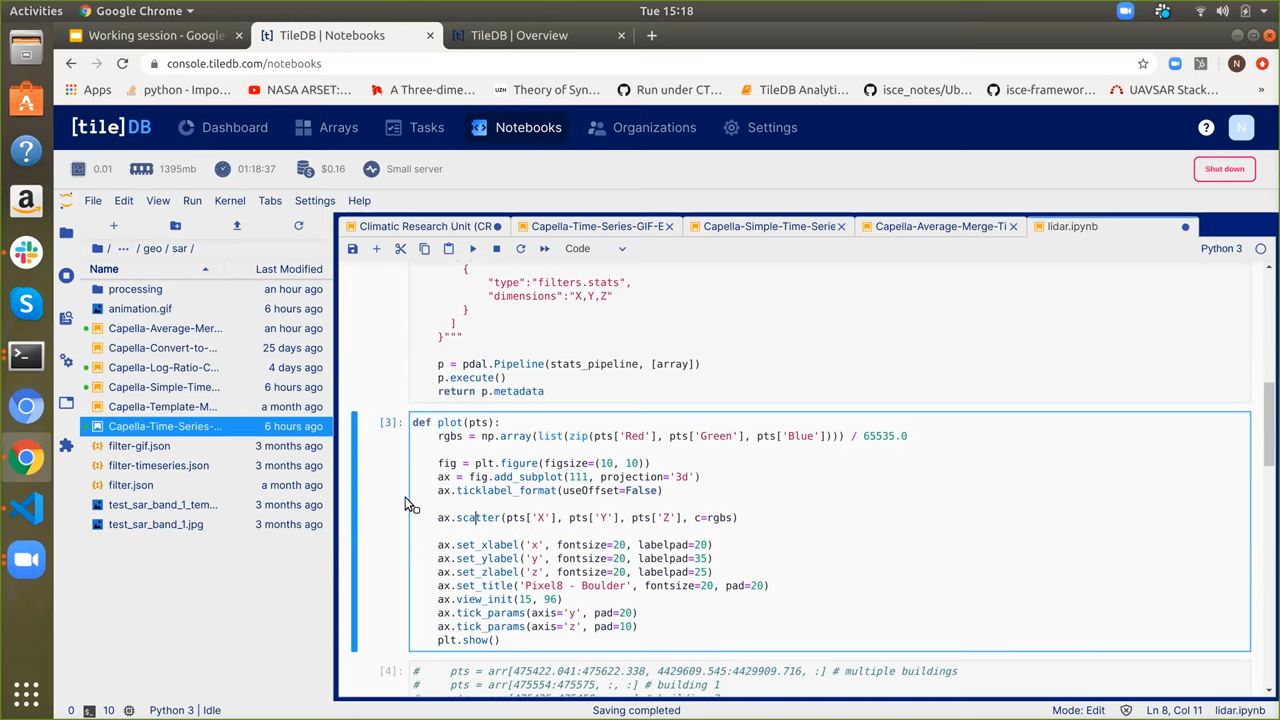 Activities Google Chrome Tue 15:18
Working session - Google TileDB | Notebooks TileDB | Overview
console.tiledb.com/notebooks N
Apps python - Impo... NASA ARSET:... A Three-dime... UZH Theory of Syn... Run under CT... TileDB Analyti... isce_notes/Ub... isce-framewor... UAVSAR Stack... »
[tile]DB Dashboard Arrays Tasks Notebooks Organizations Settings ? N
0.01 1395mb 01:18:37 $0.16 Small server Shut down
File Edit View Run Kernel Tabs Settings Help
Climatic Research Unit (CR Capella-Time-Series-GIF-E Capella-Simple-Time-Serie Capella-Average-Merge-Ti lidar.ipynb
Code Python 3
/ ... / geo / sar /
Name Last Modified
processing an hour ago
animation.gif 6 hours ago
Capella-Average-Mer... an hour ago
Capella-Convert-to-... 25 days ago
Capella-Log-Ratio-C... 4 days ago
Capella-Simple-Time... 6 hours ago
Capella-Template-M... a month ago
Capella-Time-Series-... 6 hours ago
filter-gif.json 3 months ago
filter-timeseries.json 3 months ago
filter.json 3 months ago
test_sar_band_1_tem... 3 months ago
test_sar_band_1.jpg 3 months ago
{
"type":"filters.stats",
"dimensions":"X,Y,Z"
}
]
}"""
p = pdal.Pipeline(stats_pipeline, [array])
p.execute()
return p.metadata
[3]: def plot(pts):
rgbs = np.array(list(zip(pts['Red'], pts['Green'], pts['Blue']))) / 65535.0
fig = plt.figure(figsize=(10, 10))
ax = fig.add_subplot(111, projection='3d')
ax.ticklabel_format(useOffset=False)
ax.scatter(pts['X'], pts['Y'], pts['Z'], c=rgbs)
ax.set_xlabel('x', fontsize=20, labelpad=20)
ax.set_ylabel('y', fontsize=20, labelpad=35)
ax.set_zlabel('z', fontsize=20, labelpad=25)
ax.set_title('Pixel8 - Boulder', fontsize=20, pad=20)
ax.view_init(15, 96)
ax.tick_params(axis='y', pad=20)
ax.tick_params(axis='z', pad=10)
plt.show()
[4]: # pts = arr[475422.041:475622.338, 4429609.545:4429909.716, :] # multiple buildings
# pts = arr[475554:475575, :, :] # building 1
0 10 Python 3 | Idle Saving completed Mode: Edit Ln 8, Col 11 lidar.ipynb